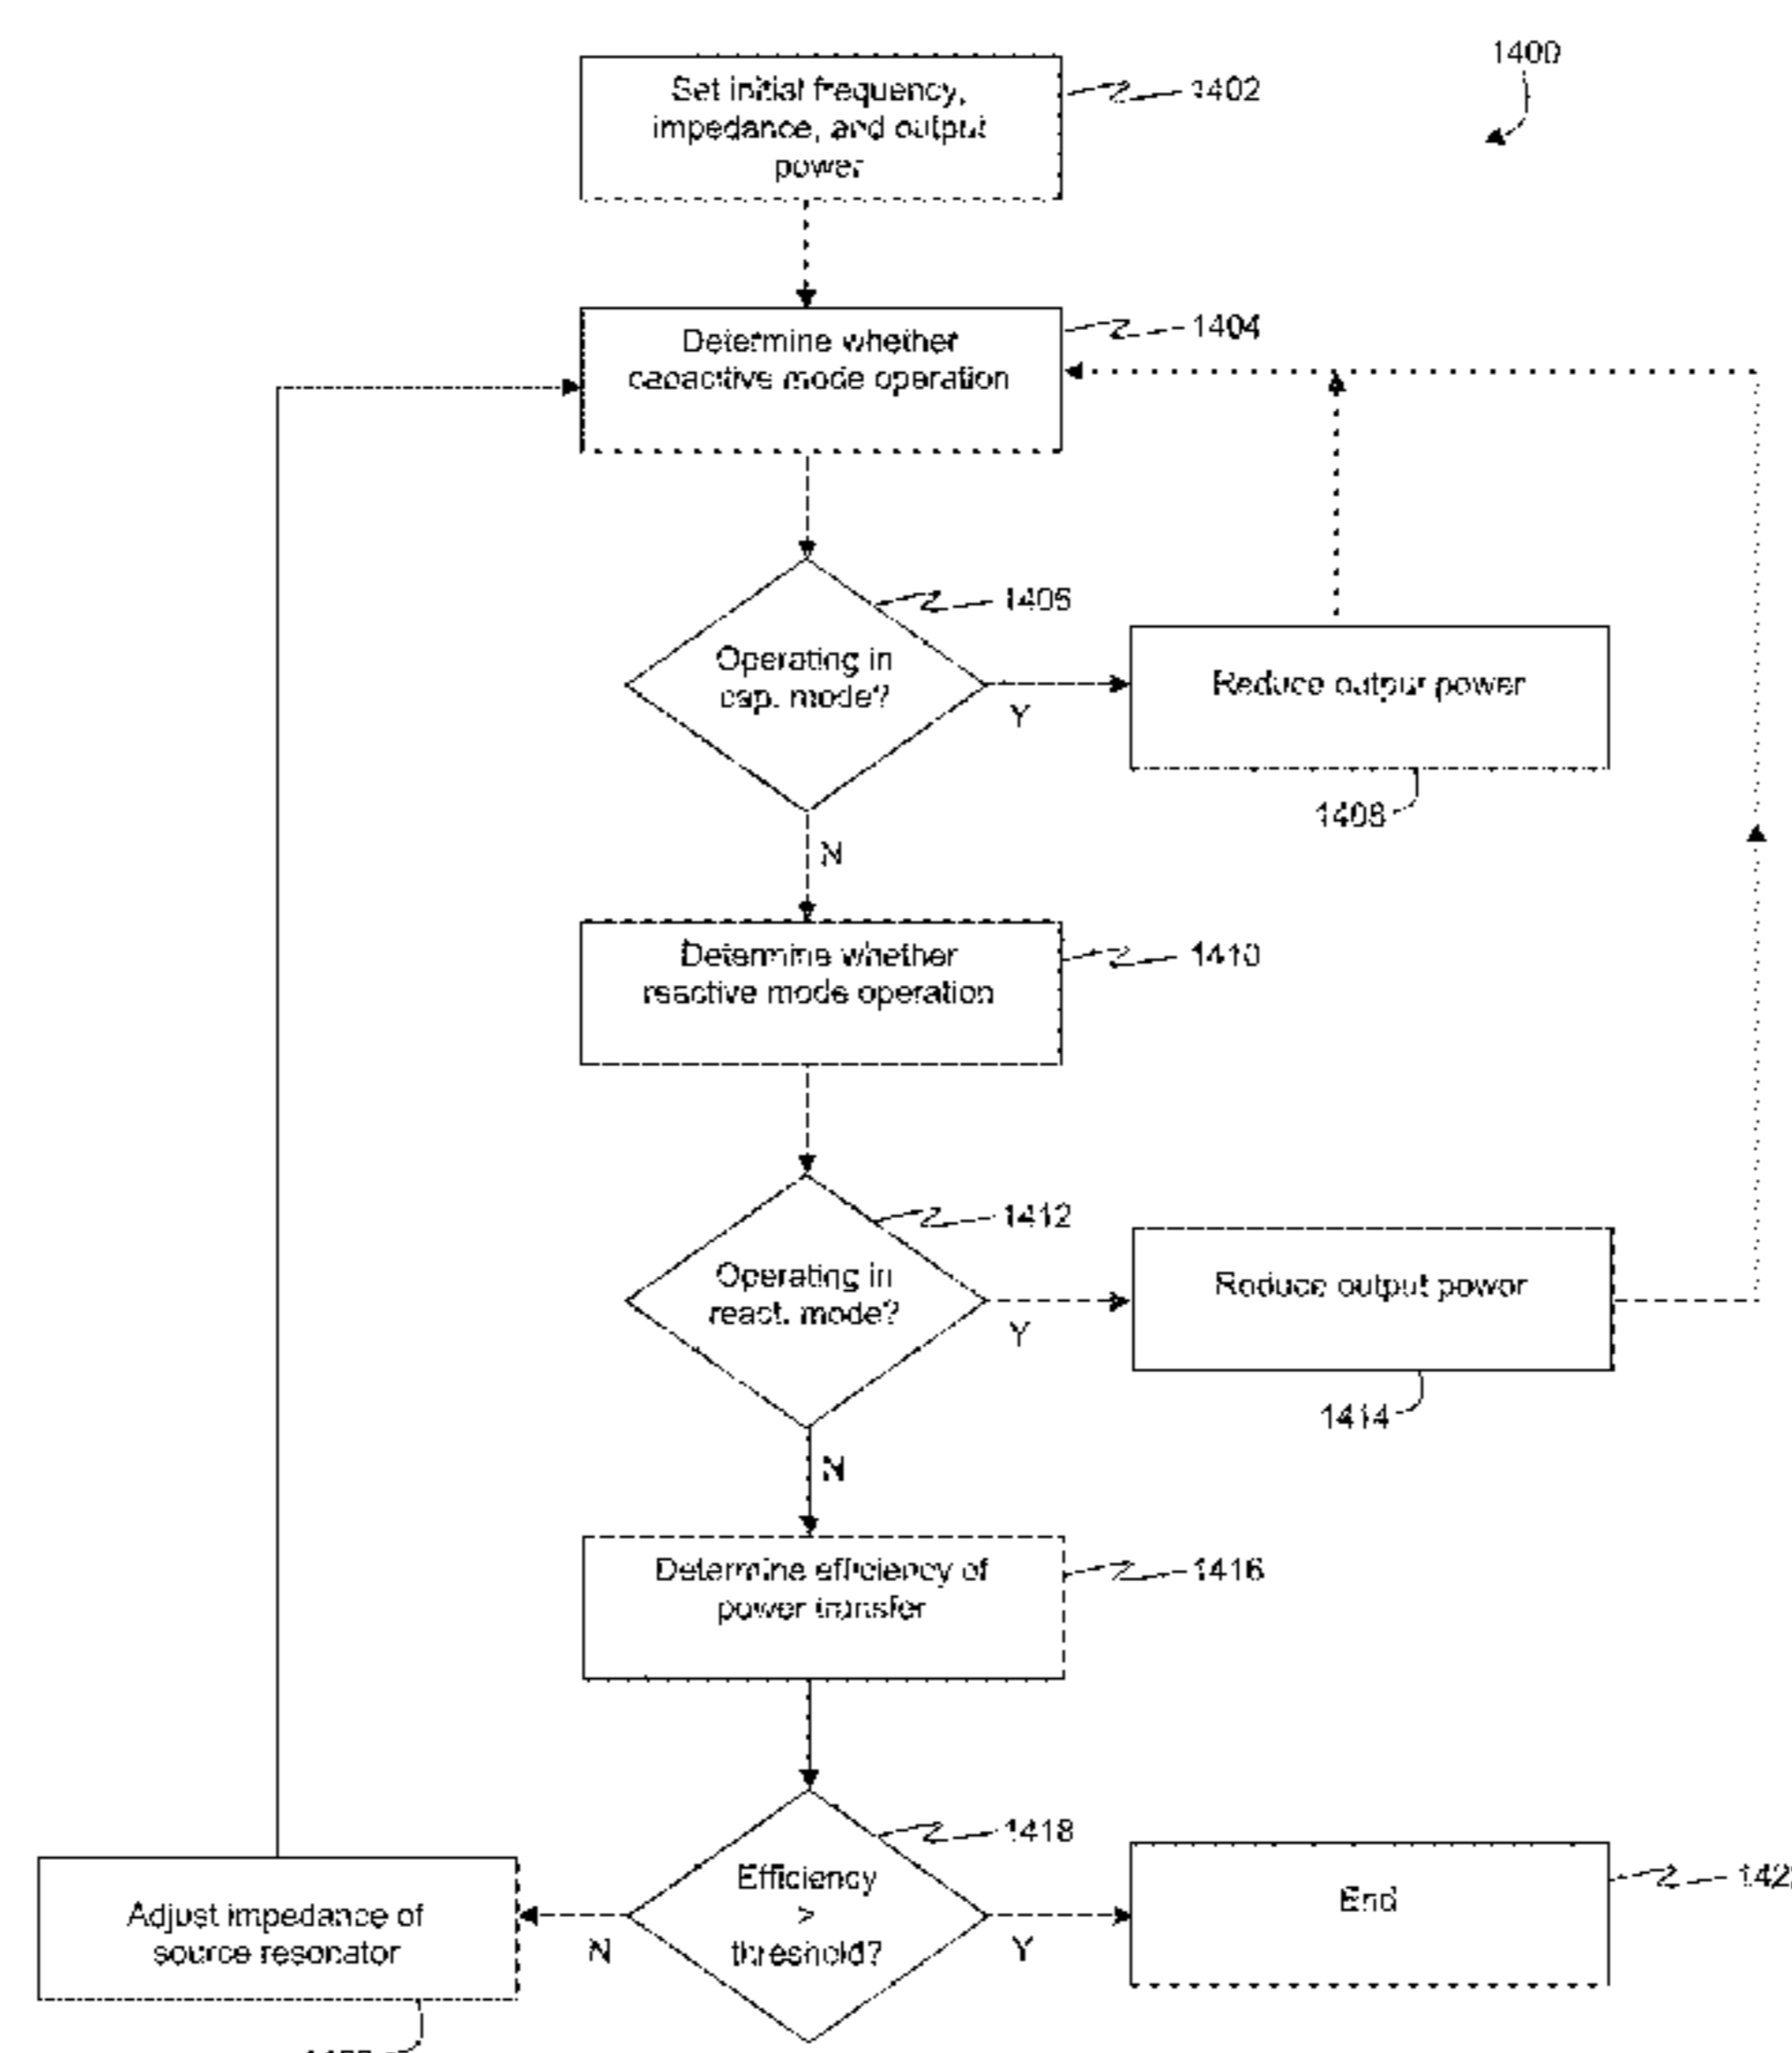 1400
Set initial frequency,
impedance, and output
power
1402
Determine whether
capacitive mode operation
1404
Operating in
cap. mode?
1406
Y
N
Reduce output power
1408
Determine whether
reactive mode operation
1410
Operating in
react. mode?
1412
Y
N
Reduce output power
1414
Determine efficiency of
power transfer
1416
Efficiency
>
threshold?
1418
N
Y
Adjust impedance of
source resonator
End